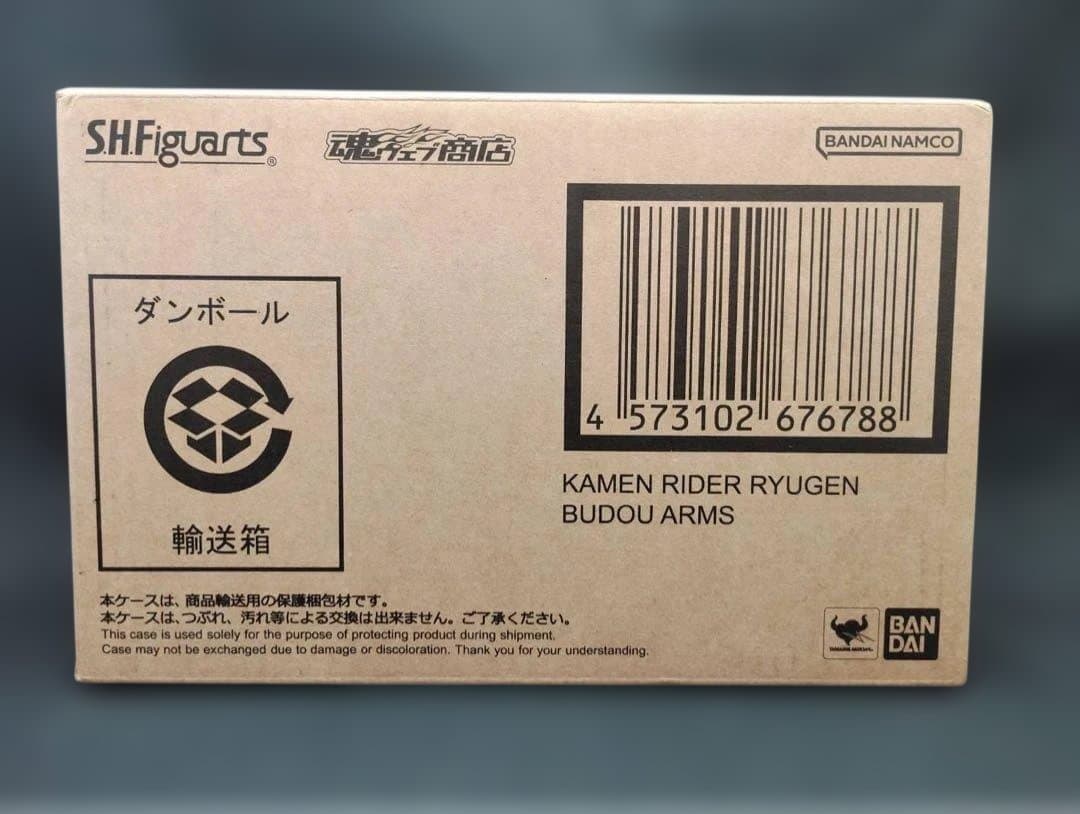 S.H.Figuarts®
魂ウェブ商店
BANDAI NAMCO
4 573102 676788
KAMEN RIDER RYUGEN
BUDOU ARMS
ダンボール
輸送箱
本ケースは、商品輸送用の保護梱包材です。
本ケースは、つぶれ、汚れ等による交換は出来ません。ご了承ください。
This case is used solely for the purpose of protecting product during shipment.
Case may not be exchanged due to damage or discoloration. Thank you for your understanding.
BAN
DAI